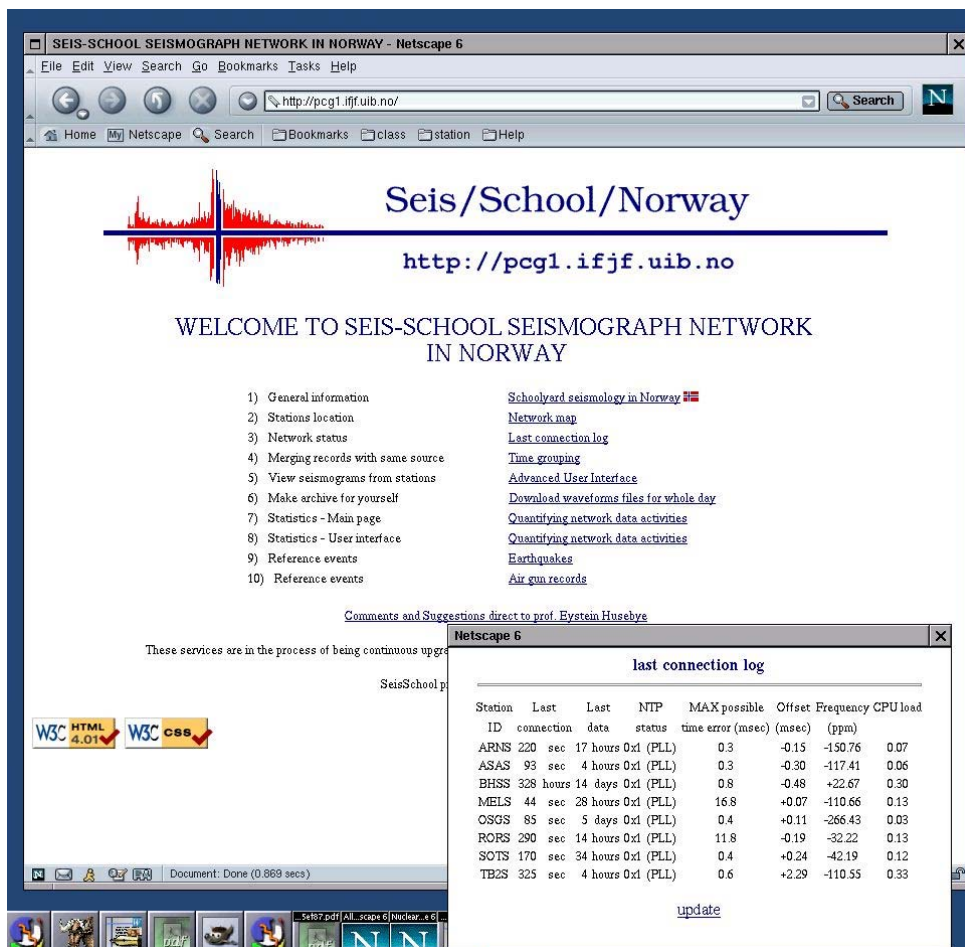 SEIS-SCHOOL SEISMOGRAPH NETWORK IN NORWAY - Netscape 6
File Edit View Search Go Bookmarks Tasks Help
http://pcg1.ifjf.uib.no/ Search N
Home My Netscape Search Bookmarks class station Help
Seis/School/Norway
http://pcg1.ifjf.uib.no
WELCOME TO SEIS-SCHOOL SEISMOGRAPH NETWORK
IN NORWAY
1) General information Schoolyard seismology in Norway
2) Stations location Network map
3) Network status Last connection log
4) Merging records with same source Time grouping
5) View seismograms from stations Advanced User Interface
6) Make archive for yourself Download waveforms files for whole day
7) Statistics - Main page Quantifying network data activities
8) Statistics - User interface Quantifying network data activities
9) Reference events Earthquakes
10) Reference events Air gun records
Comments and Suggestions direct to prof. Eystein Husebye
These services are in the process of being continuous upgra
SeisSchool p
W3C HTML 4.01 W3C css
Document: Done (0.869 secs)
Netscape 6
last connection log
Station Last Last NTP MAX possible Offset Frequency CPU load
ID connection data status time error (msec) (msec) (ppm)
ARNS 220 sec 17 hours 0x1 (PLL) 0.3 -0.15 -150.76 0.07
ASAS 93 sec 4 hours 0x1 (PLL) 0.3 -0.30 -117.41 0.06
BHSS 328 hours 14 days 0x1 (PLL) 0.8 -0.48 +22.67 0.30
MELS 44 sec 28 hours 0x1 (PLL) 16.8 +0.07 -110.66 0.13
OSGS 85 sec 5 days 0x1 (PLL) 0.4 +0.11 -266.43 0.03
RORS 290 sec 14 hours 0x1 (PLL) 11.8 -0.19 -32.22 0.13
SOTS 170 sec 34 hours 0x1 (PLL) 0.4 +0.24 -42.19 0.12
TB2S 325 sec 4 hours 0x1 (PLL) 0.6 +2.29 -110.55 0.33
update
...5ef87.pdf All...scape 6 Nuclear...e 6